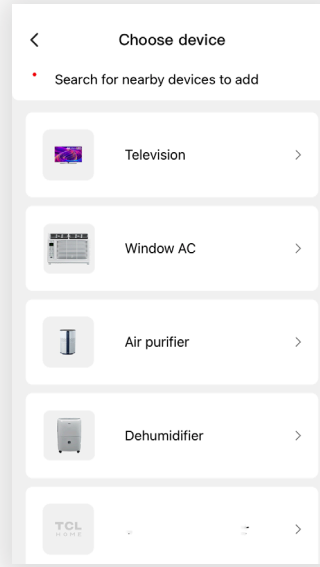 Choose device
Search for nearby devices to add
Television
Window AC
Air purifier
Dehumidifier
TCL
HOME